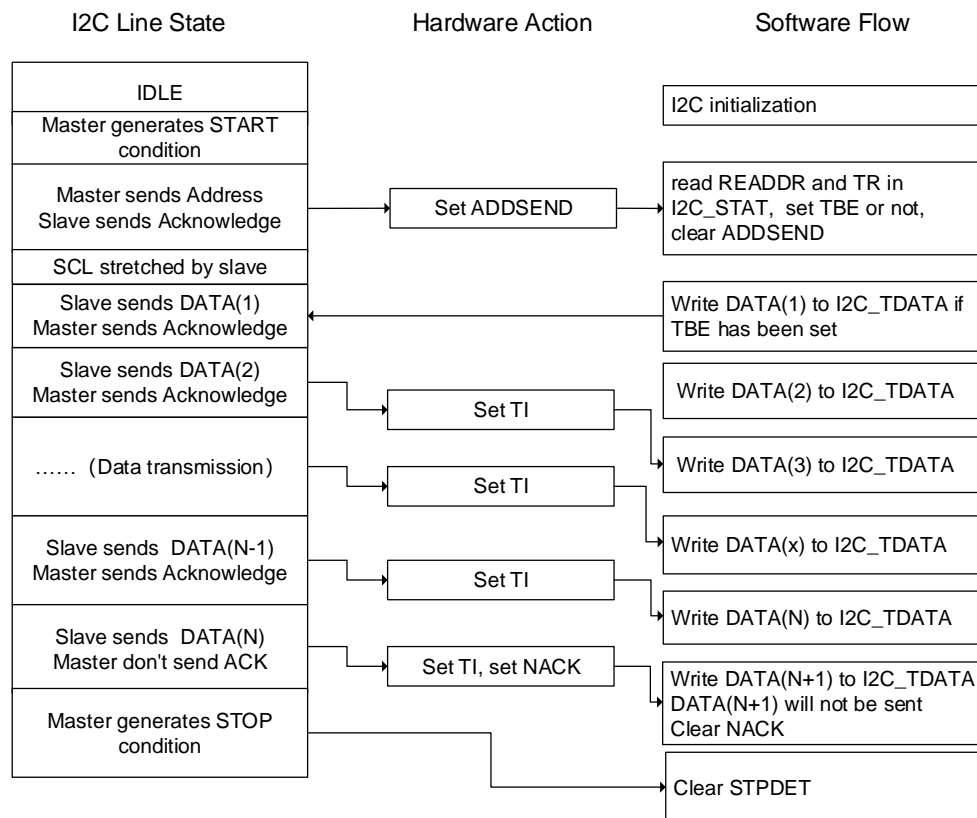 I2C Line State
Hardware Action
Software Flow
IDLE
I2C initialization
Master generates START
condition
Master sends Address
Slave sends Acknowledge
Set ADDSEND
read READDR and TR in
I2C_STAT, set TBE or not,
clear ADDSEND
SCL stretched by slave
Slave sends DATA(1)
Master sends Acknowledge
Write DATA(1) to I2C_TDATA if
TBE has been set
Slave sends DATA(2)
Master sends Acknowledge
Set TI
Write DATA(2) to I2C_TDATA
Write DATA(3) to I2C_TDATA
…… (Data transmission)
Set TI
Write DATA(x) to I2C_TDATA
Slave sends DATA(N-1)
Master sends Acknowledge
Set TI
Write DATA(N) to I2C_TDATA
Slave sends DATA(N)
Master don't send ACK
Set TI, set NACK
Write DATA(N+1) to I2C_TDATA
DATA(N+1) will not be sent
Clear NACK
Master generates STOP
condition
Clear STPDET